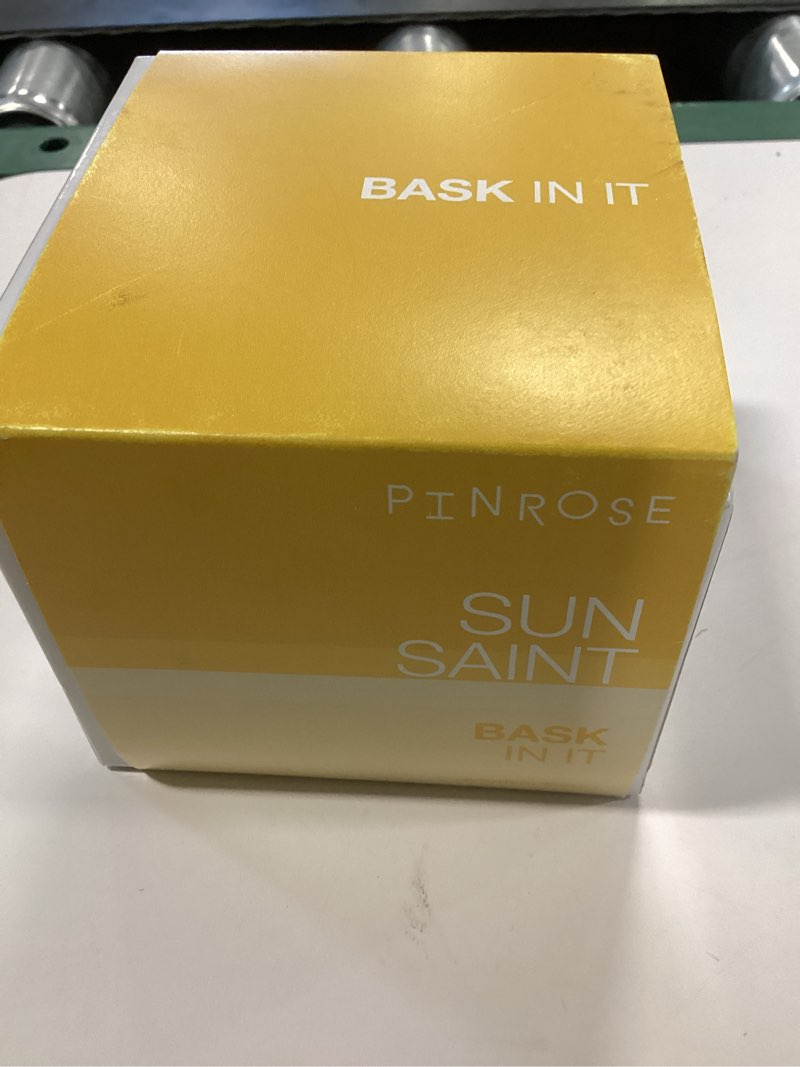 BASK IN IT
PINROSE
SUN
SAINT
BASK
IN IT